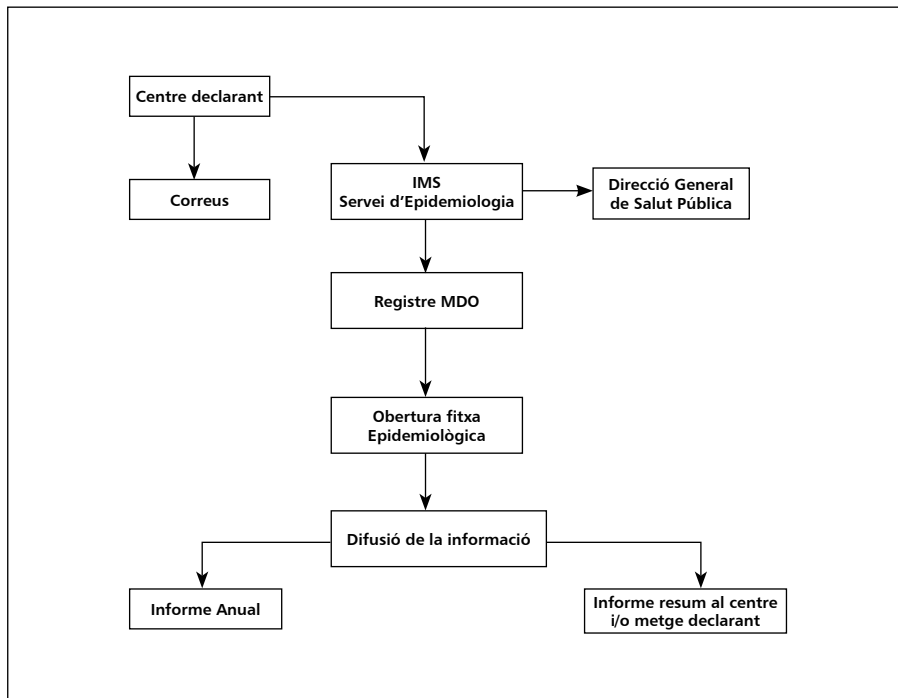 Centre declarant
Correus
IMS
Servei d'Epidemiologia
Direcció General
de Salut Pública
Registre MDO
Obertura fitxa
Epidemiològica
Difusió de la informació
Informe Anual
Informe resum al centre
i/o metge declarant